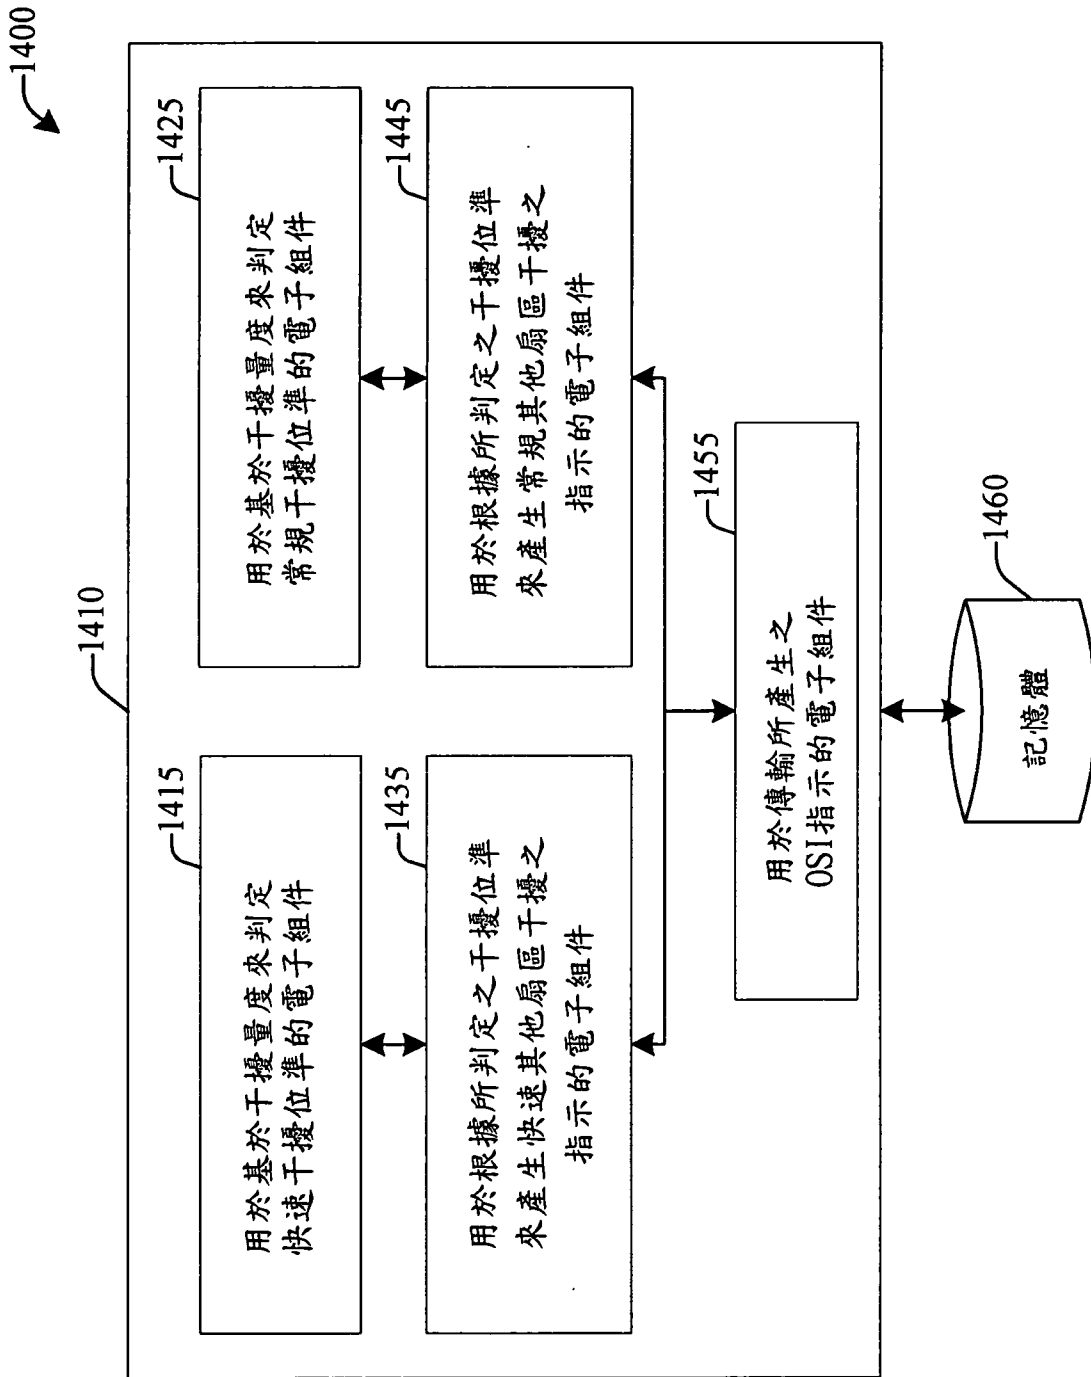 1400
1410
1415
用於基於干擾量度來判定
快速干擾位準的電子組件
1425
用於基於干擾量度來判定
常規干擾位準的電子組件
1435
用於根據所判定之干擾位準
來產生快速其他扇區干擾之
指示的電子組件
1445
用於根據所判定之干擾位準
來產生常規其他扇區干擾之
指示的電子組件
1455
用於傳輸所產生之
OSI指示的電子組件
1460
記憶體